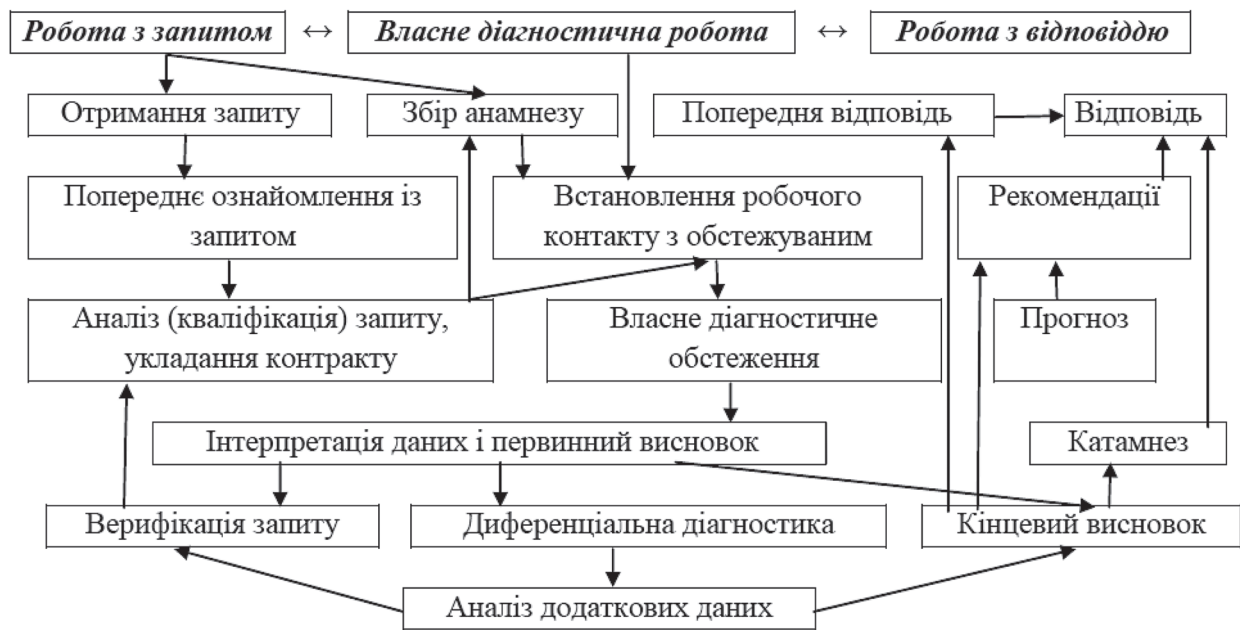 Робота з запитом ↔ Власне діагностична робота ↔ Робота з відповіддю
Отримання запиту
Збір анамнезу
Попередня відповідь
Відповідь
Попереднє ознайомлення із
запитом
Встановлення робочого
контакту з обстежуваним
Рекомендації
Аналіз (кваліфікація) запиту,
укладання контракту
Власне діагностичне
обстеження
Прогноз
Інтерпретація даних і первинний висновок
Катамнез
Верифікація запиту
Диференціальна діагностика
Кінцевий висновок
Аналіз додаткових даних